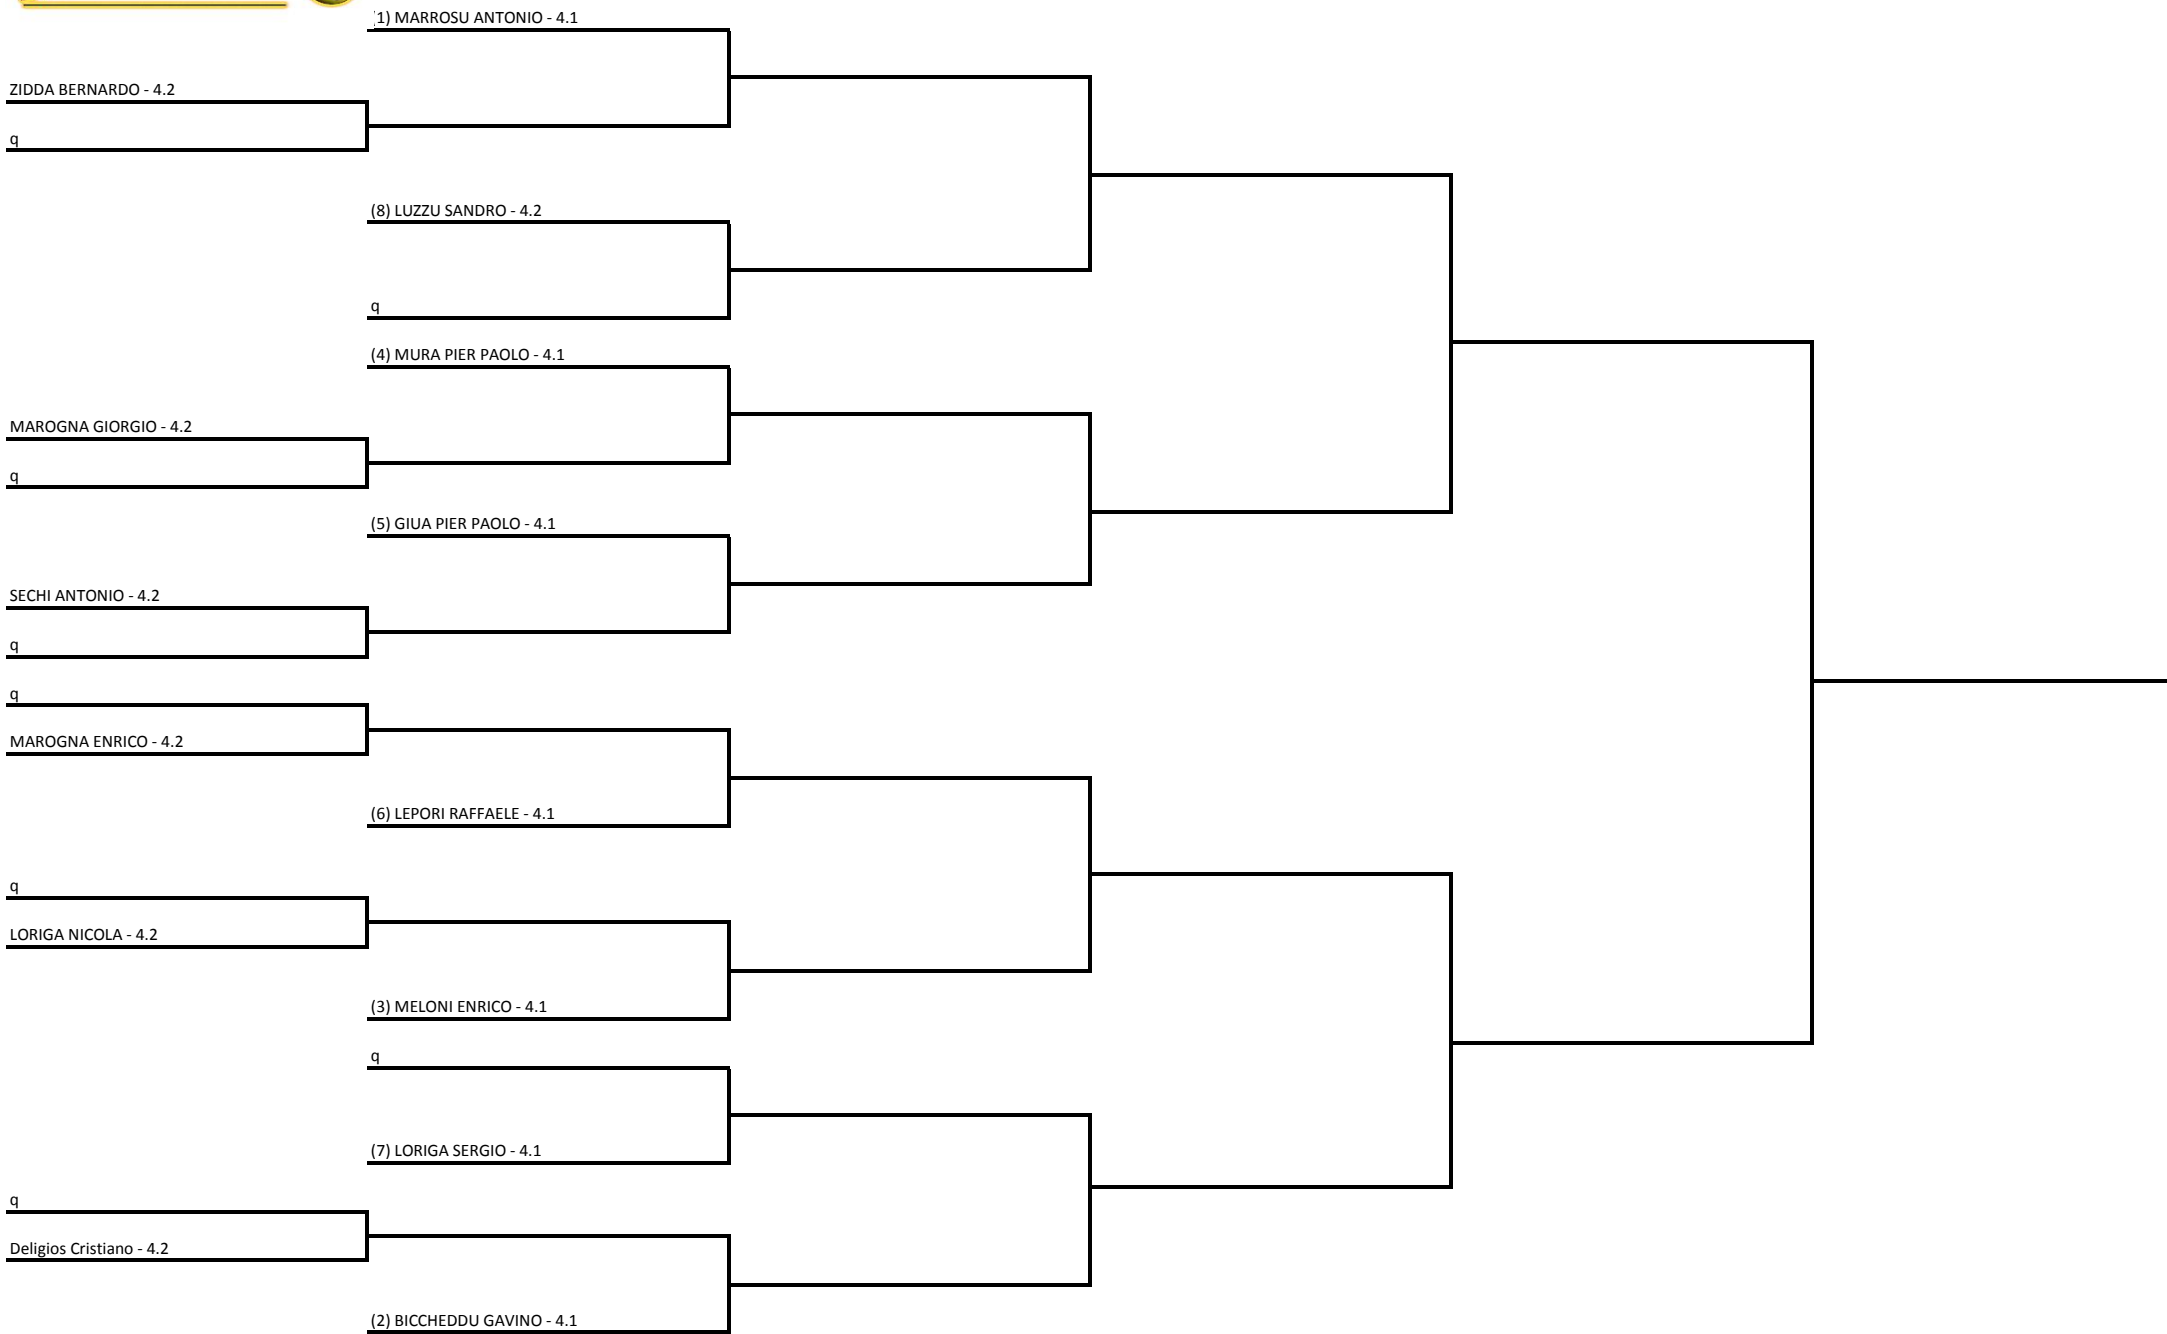 (1) MARROSU ANTONIO - 4.1
ZIDDA BERNARDO - 4.2
q
(8) LUZZU SANDRO - 4.2
q
(4) MURA PIER PAOLO - 4.1
MAROGNA GIORGIO - 4.2
q
(5) GIUA PIER PAOLO - 4.1
SECHI ANTONIO - 4.2
q
q
MAROGNA ENRICO - 4.2
(6) LEPORI RAFFAELE - 4.1
q
LORIGA NICOLA - 4.2
(3) MELONI ENRICO - 4.1
q
(7) LORIGA SERGIO - 4.1
q
Deligios Cristiano - 4.2
(2) BICCHEDDU GAVINO - 4.1